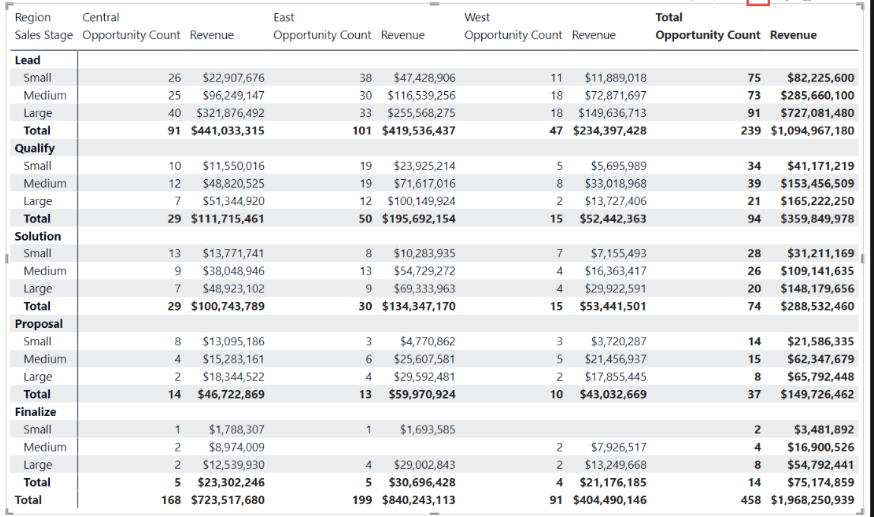 Region Central East West Total
Sales Stage Opportunity Count Revenue Opportunity Count Revenue Opportunity Count Revenue Opportunity Count Revenue
Lead
Small 26 $22,907,676 38 $47,428,906 11 $11,889,018 75 $82,225,600
Medium 25 $96,249,147 30 $116,539,256 18 $72,871,697 73 $285,660,100
Large 40 $321,876,492 33 $255,568,275 18 $149,636,713 91 $727,081,480
Total 91 $441,033,315 101 $419,536,437 47 $234,397,428 239 $1,094,967,180
Qualify
Small 10 $11,550,016 19 $23,925,214 5 $5,695,989 34 $41,171,219
Medium 12 $48,820,525 19 $71,617,016 8 $33,018,968 39 $153,456,509
Large 7 $51,344,920 12 $100,149,924 2 $13,727,406 21 $165,222,250
Total 29 $111,715,461 50 $195,692,154 15 $52,442,363 94 $359,849,978
Solution
Small 13 $13,771,741 8 $10,283,935 7 $7,155,493 28 $31,211,169
Medium 9 $38,048,946 13 $54,729,272 4 $16,363,417 26 $109,141,635
Large 7 $48,923,102 9 $69,333,963 4 $29,922,591 20 $148,179,656
Total 29 $100,743,789 30 $134,347,170 15 $53,441,501 74 $288,532,460
Proposal
Small 8 $13,095,186 3 $4,770,862 3 $3,720,287 14 $21,586,335
Medium 4 $15,283,161 6 $25,607,581 5 $21,456,937 15 $62,347,679
Large 2 $18,344,522 4 $29,592,481 2 $17,855,445 8 $65,792,448
Total 14 $46,722,869 13 $59,970,924 10 $43,032,669 37 $149,726,462
Finalize
Small 1 $1,788,307 1 $1,693,585 2 $3,481,892
Medium 2 $8,974,009 2 $7,926,517 4 $16,900,526
Large 2 $12,539,930 4 $29,002,843 2 $13,249,668 8 $54,792,441
Total 5 $23,302,246 5 $30,696,428 4 $21,176,185 14 $75,174,859
Total 168 $723,517,680 199 $840,243,113 91 $404,490,146 458 $1,968,250,939